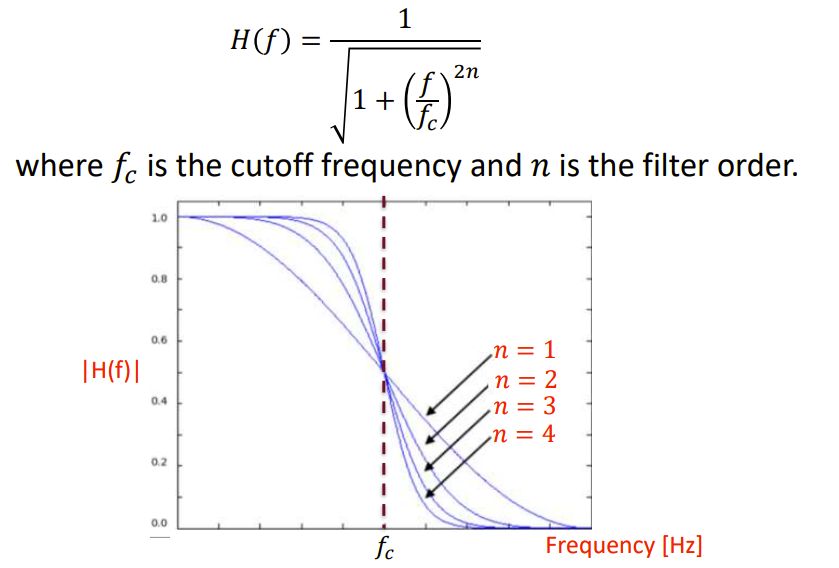 H(f) = 1 / √(1 + (f/f_c)^{2n})
where f_c is the cutoff frequency and n is the filter order.
1.0
0.8
0.6
|H(f)|
0.4
0.2
0.0
n = 1
n = 2
n = 3
n = 4
f_c
Frequency [Hz]